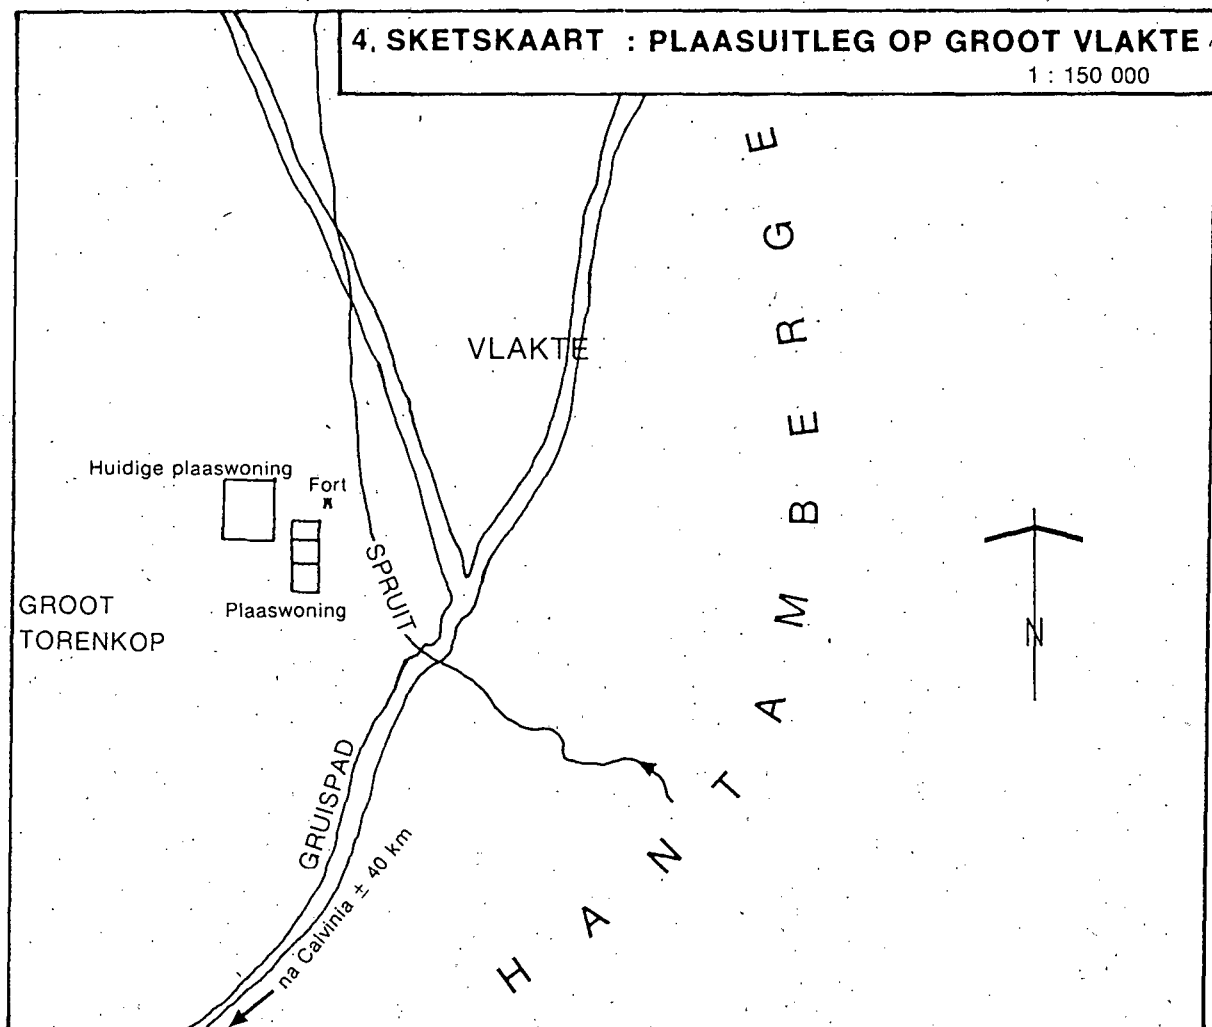 4. SKETSKAART : PLAASUITLEG OP GROOT VLAKTE
1 : 150 000
HANTAMBERGE
VLAKTE
Huidige plaaswoning
Fort
SPRUIT
Plaaswoning
GROOT
TORENKOP
N
GRUISPAD
na Calvinia ± 40 km